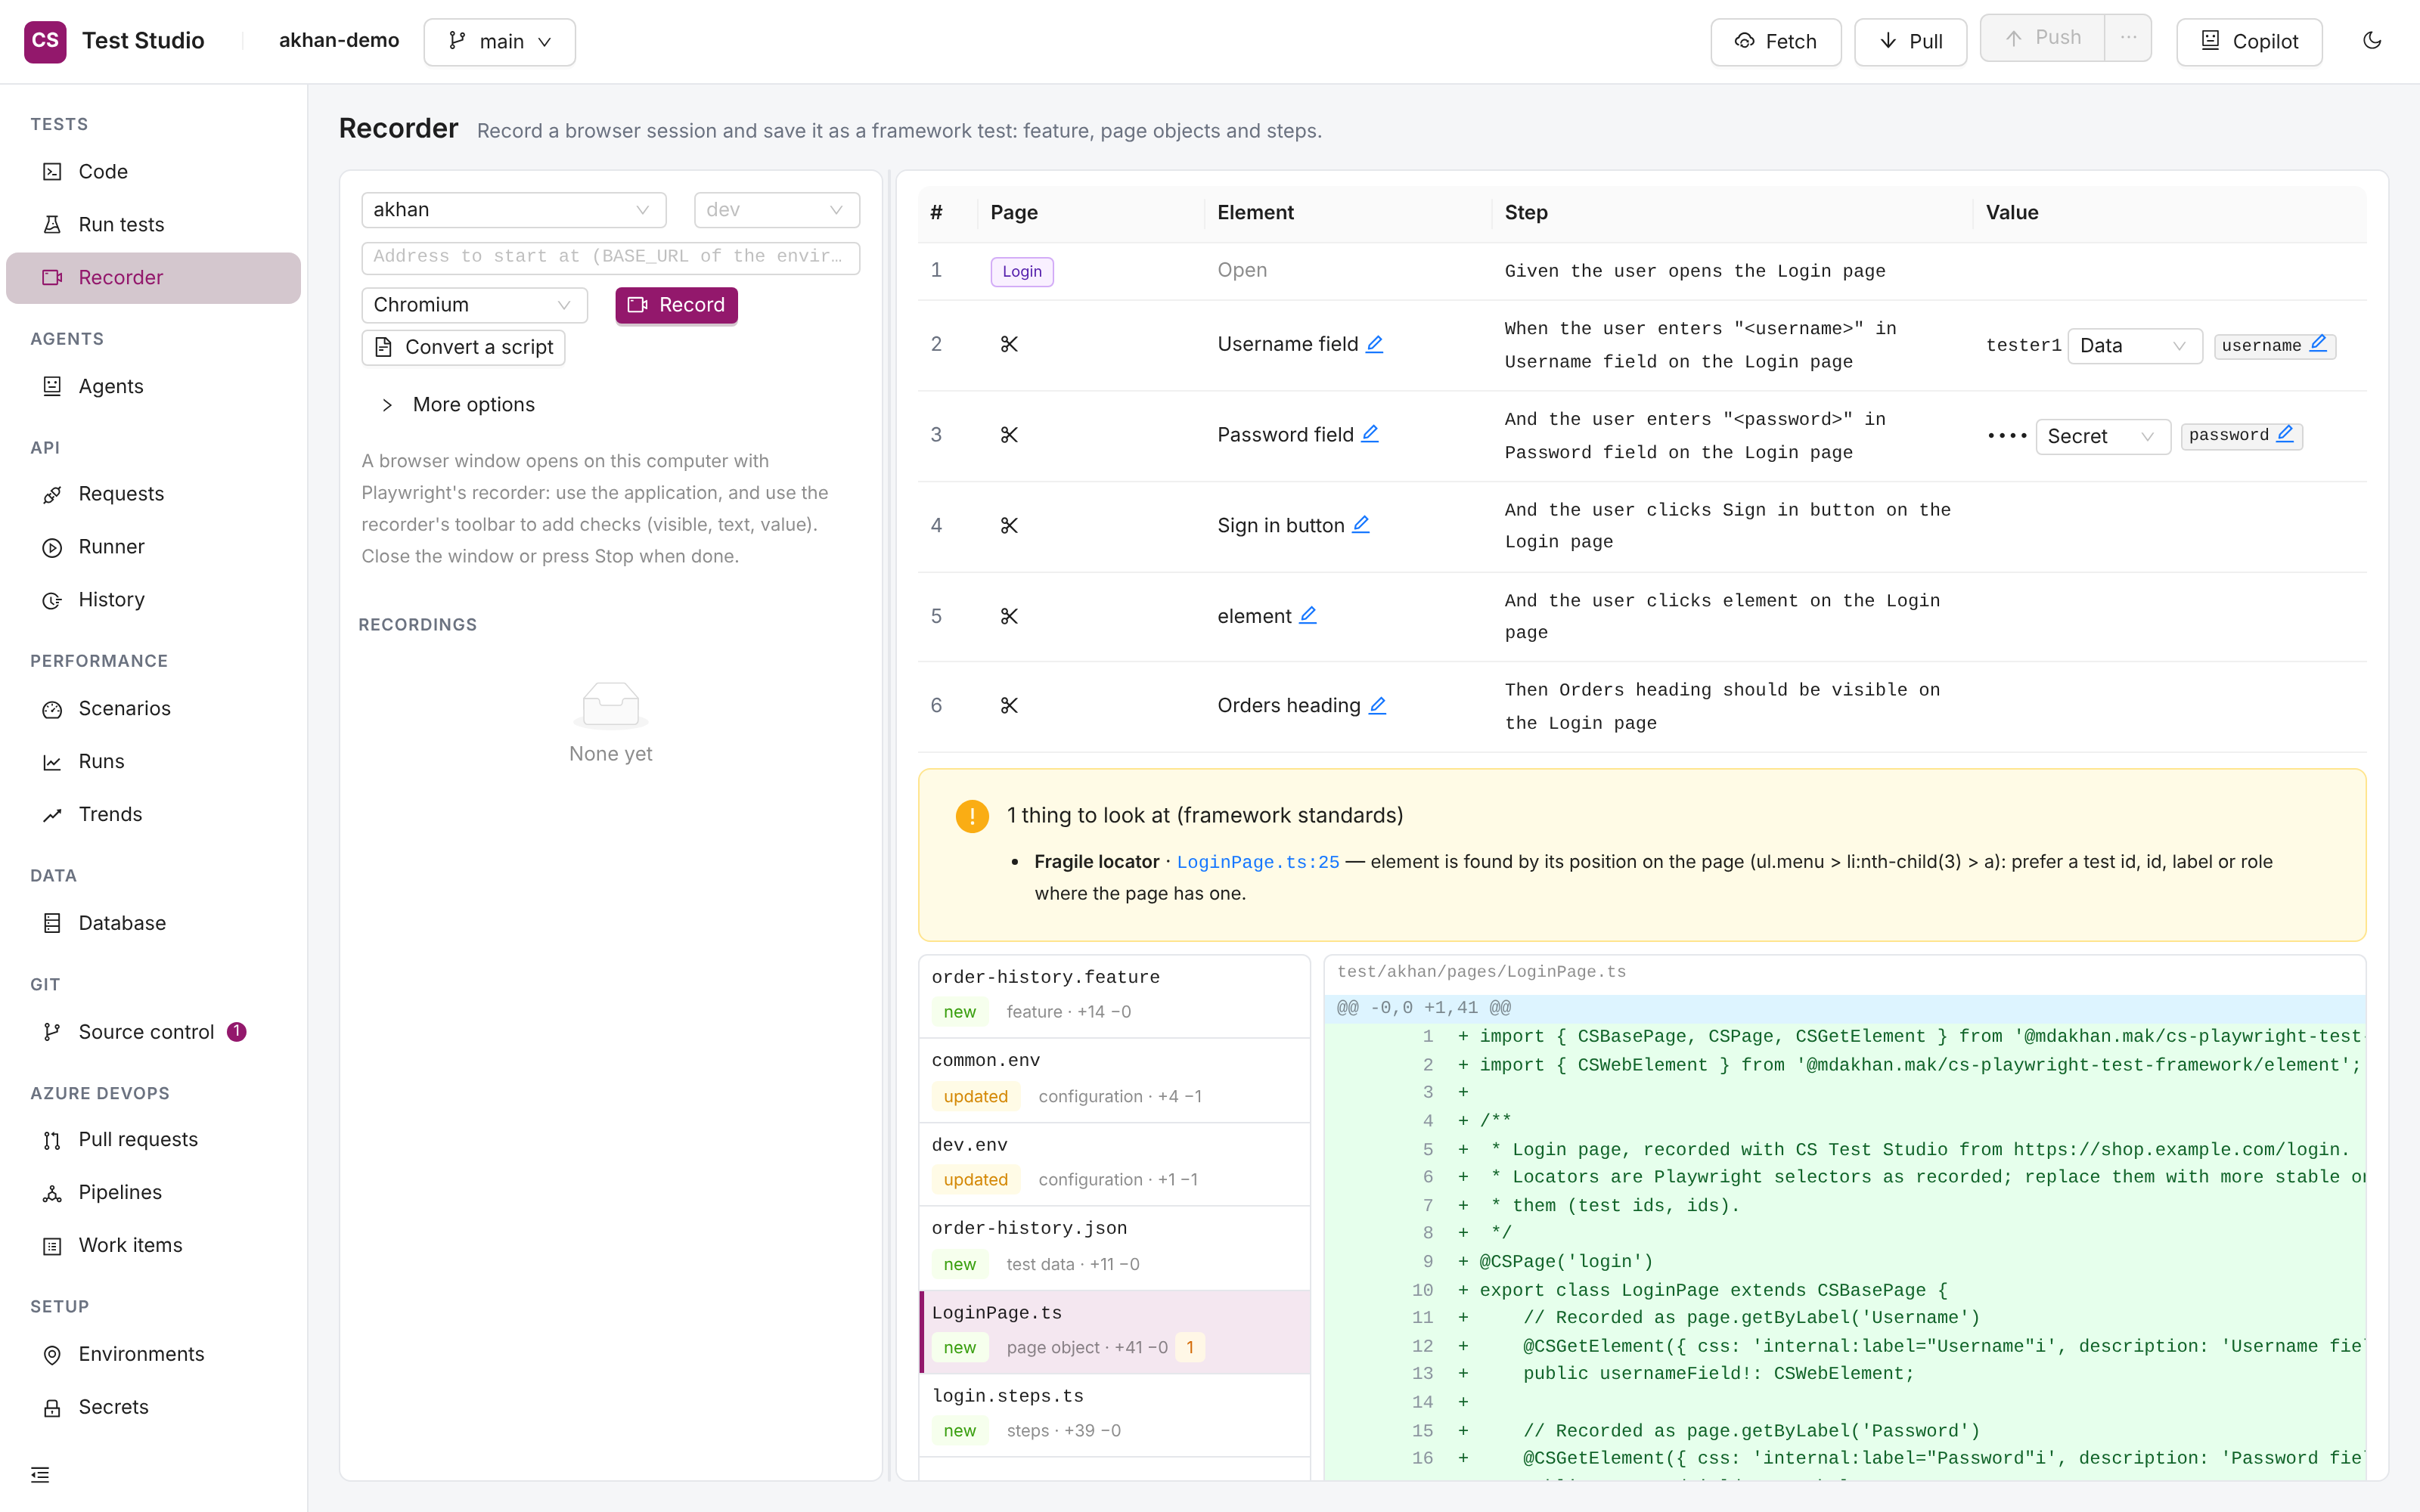 CS Test Studio akhan-demo main Fetch Pull Push ··· Copilot
TESTS
Code
Run tests
Recorder
AGENTS
Agents
API
Requests
Runner
History
PERFORMANCE
Scenarios
Runs
Trends
DATA
Database
GIT
Source control 1
AZURE DEVOPS
Pull requests
Pipelines
Work items
SETUP
Environments
Secrets
Recorder Record a browser session and save it as a framework test: feature, page objects and steps.
akhan dev
Address to start at (BASE_URL of the envir…
Chromium Record
Convert a script
More options
A browser window opens on this computer with
Playwright's recorder: use the application, and use the
recorder's toolbar to add checks (visible, text, value).
Close the window or press Stop when done.
RECORDINGS
None yet
# Page Element Step Value
1 Login Open Given the user opens the Login page
2 Username field When the user enters "<username>" in
Username field on the Login page
tester1 Data username
3 Password field And the user enters "<password>" in
Password field on the Login page
•••• Secret password
4 Sign in button And the user clicks Sign in button on the
Login page
5 element And the user clicks element on the Login
page
6 Orders heading Then Orders heading should be visible on
the Login page
1 thing to look at (framework standards)
• Fragile locator · LoginPage.ts:25 — element is found by its position on the page (ul.menu > li:nth-child(3) > a): prefer a test id, id, label or role
where the page has one.
order-history.feature
new feature · +14 −0
common.env
updated configuration · +4 −1
dev.env
updated configuration · +1 −1
order-history.json
new test data · +11 −0
LoginPage.ts
new page object · +41 −0 1
login.steps.ts
new steps · +39 −0
test/akhan/pages/LoginPage.ts
@@ -0,0 +1,41 @@
1 + import { CSBasePage, CSPage, CSGetElement } from '@mdakhan.mak/cs-playwright-test-
2 + import { CSWebElement } from '@mdakhan.mak/cs-playwright-test-framework/element';
3 +
4 + /**
5 + * Login page, recorded with CS Test Studio from https://shop.example.com/login.
6 + * Locators are Playwright selectors as recorded; replace them with more stable
7 + * them (test ids, ids).
8 + */
9 + @CSPage('login')
10 + export class LoginPage extends CSBasePage {
11 + // Recorded as page.getByLabel('Username')
12 + @CSGetElement({ css: 'internal:label="Username"i', description: 'Username
13 + public usernameField!: CSWebElement;
14 +
15 + // Recorded as page.getByLabel('Password')
16 + @CSGetElement({ css: 'internal:label="Password"i', description: 'Password